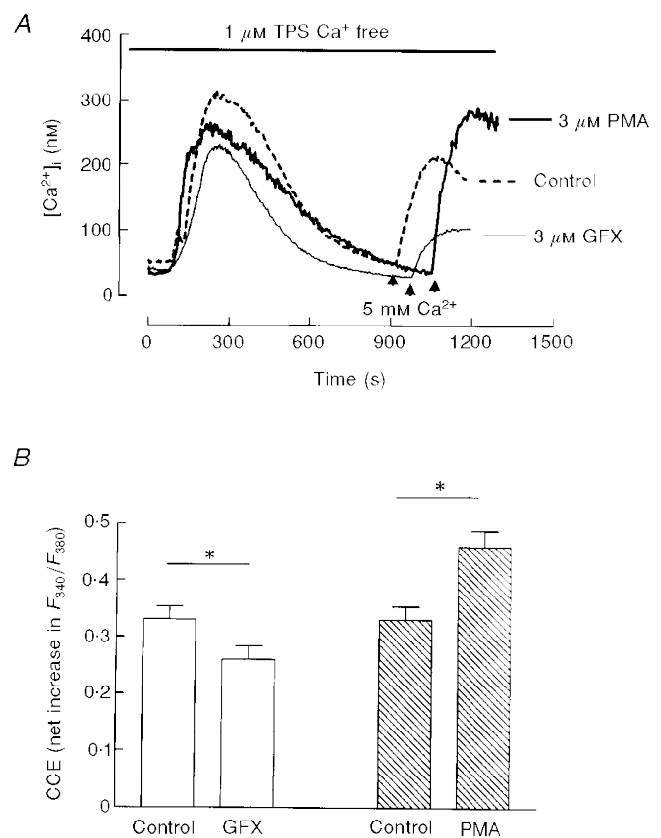 A
1 μM TPS Ca⁺ free
400
300
200
100
0
[Ca²⁺]ᵢ (nM)
3 μM PMA
Control
3 μM GFX
5 mM Ca²⁺
0 300 600 900 1200 1500
Time (s)
B
0·5
0·4
0·3
0·2
0·1
0
CCE (net increase in F₃₄₀/F₃₈₀)
* *
Control GFX Control PMA